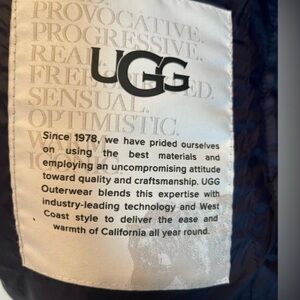 PROVOCATIVE.
PROGRESSIVE.
UGG
SENSUAL.
OPTIMISTIC.
Since 1978, we have prided ourselves
on using the best materials and
employing an uncompromising attitude
toward quality and craftsmanship. UGG
Outerwear blends this expertise with
industry-leading technology and West
Coast style to deliver the ease and
warmth of California all year round.